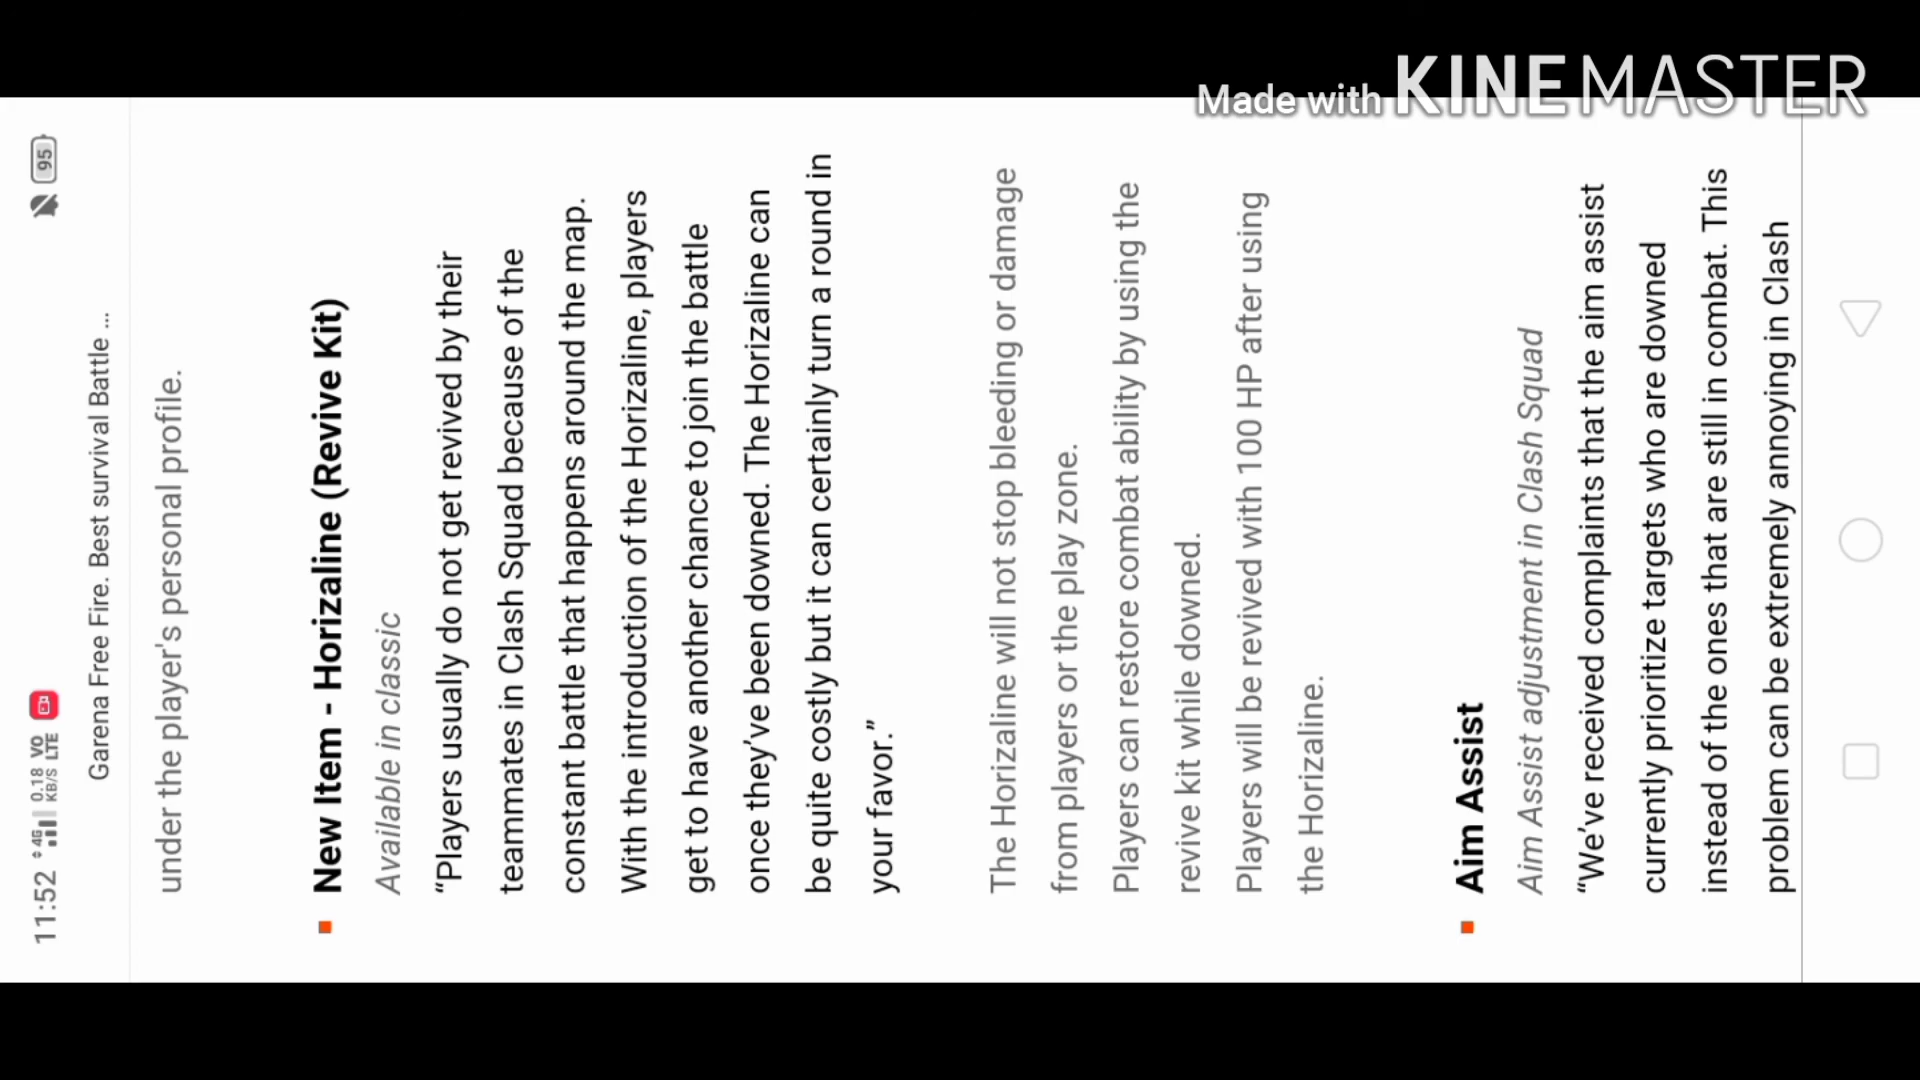 Made with KINEMASTER
11:52 4G 0.18 KB/S VO LTE 95
Garena Free Fire. Best survival Battle ...
under the player's personal profile.
New Item - Horizaline (Revive Kit)
Available in classic
“Players usually do not get revived by their
teammates in Clash Squad because of the
constant battle that happens around the map.
With the introduction of the Horizaline, players
get to have another chance to join the battle
once they’ve been downed. The Horizaline can
be quite costly but it can certainly turn a round in
your favor.”
The Horizaline will not stop bleeding or damage
from players or the play zone.
Players can restore combat ability by using the
revive kit while downed.
Players will be revived with 100 HP after using
the Horizaline.
Aim Assist
Aim Assist adjustment in Clash Squad
“We’ve received complaints that the aim assist
currently prioritize targets who are downed
instead of the ones that are still in combat. This
problem can be extremely annoying in Clash